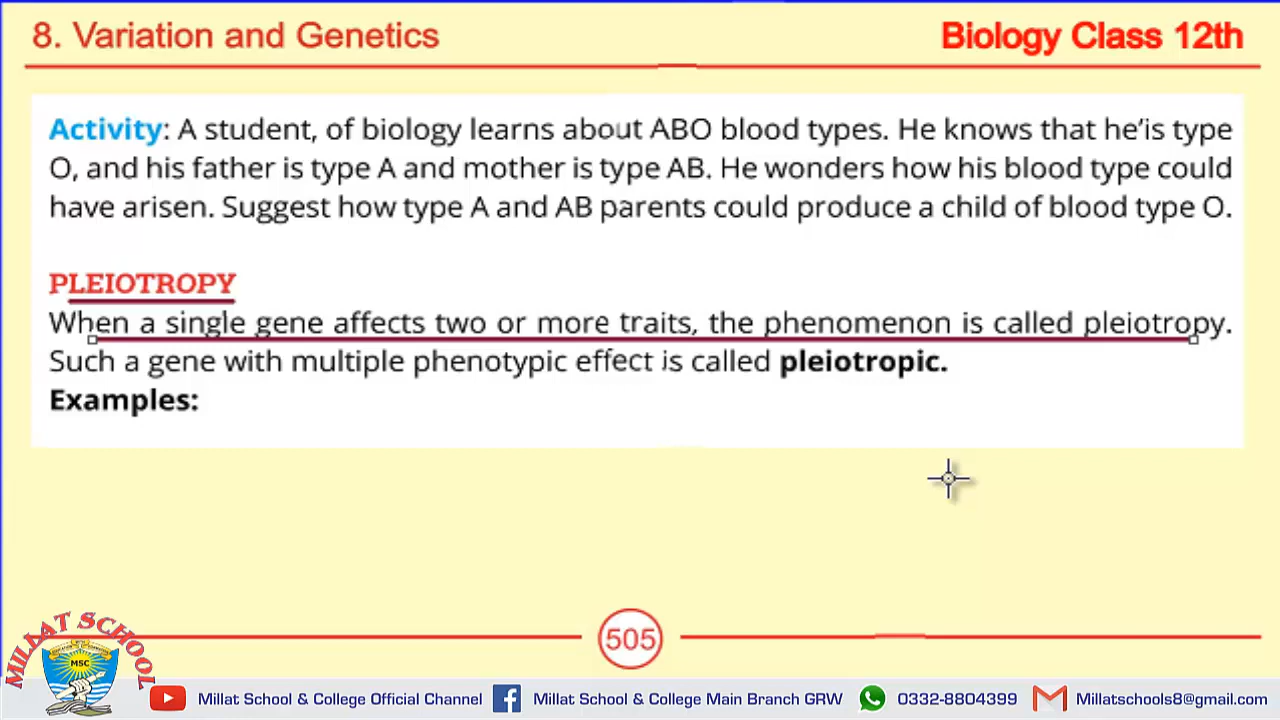 8. Variation and Genetics
Biology Class 12th
Activity: A student, of biology learns about ABO blood types. He knows that he'is type
O, and his father is type A and mother is type AB. He wonders how his blood type could
have arisen. Suggest how type A and AB parents could produce a child of blood type O.
PLEIOTROPY
When a single gene affects two or more traits, the phenomenon is called pleiotropy.
Such a gene with multiple phenotypic effect is called pleiotropic.
Examples:
505
MILLAT SCHOOL
MSC
Millat School & College Official Channel
Millat School & College Main Branch GRW
0332-8804399
Millatschools8@gmail.com